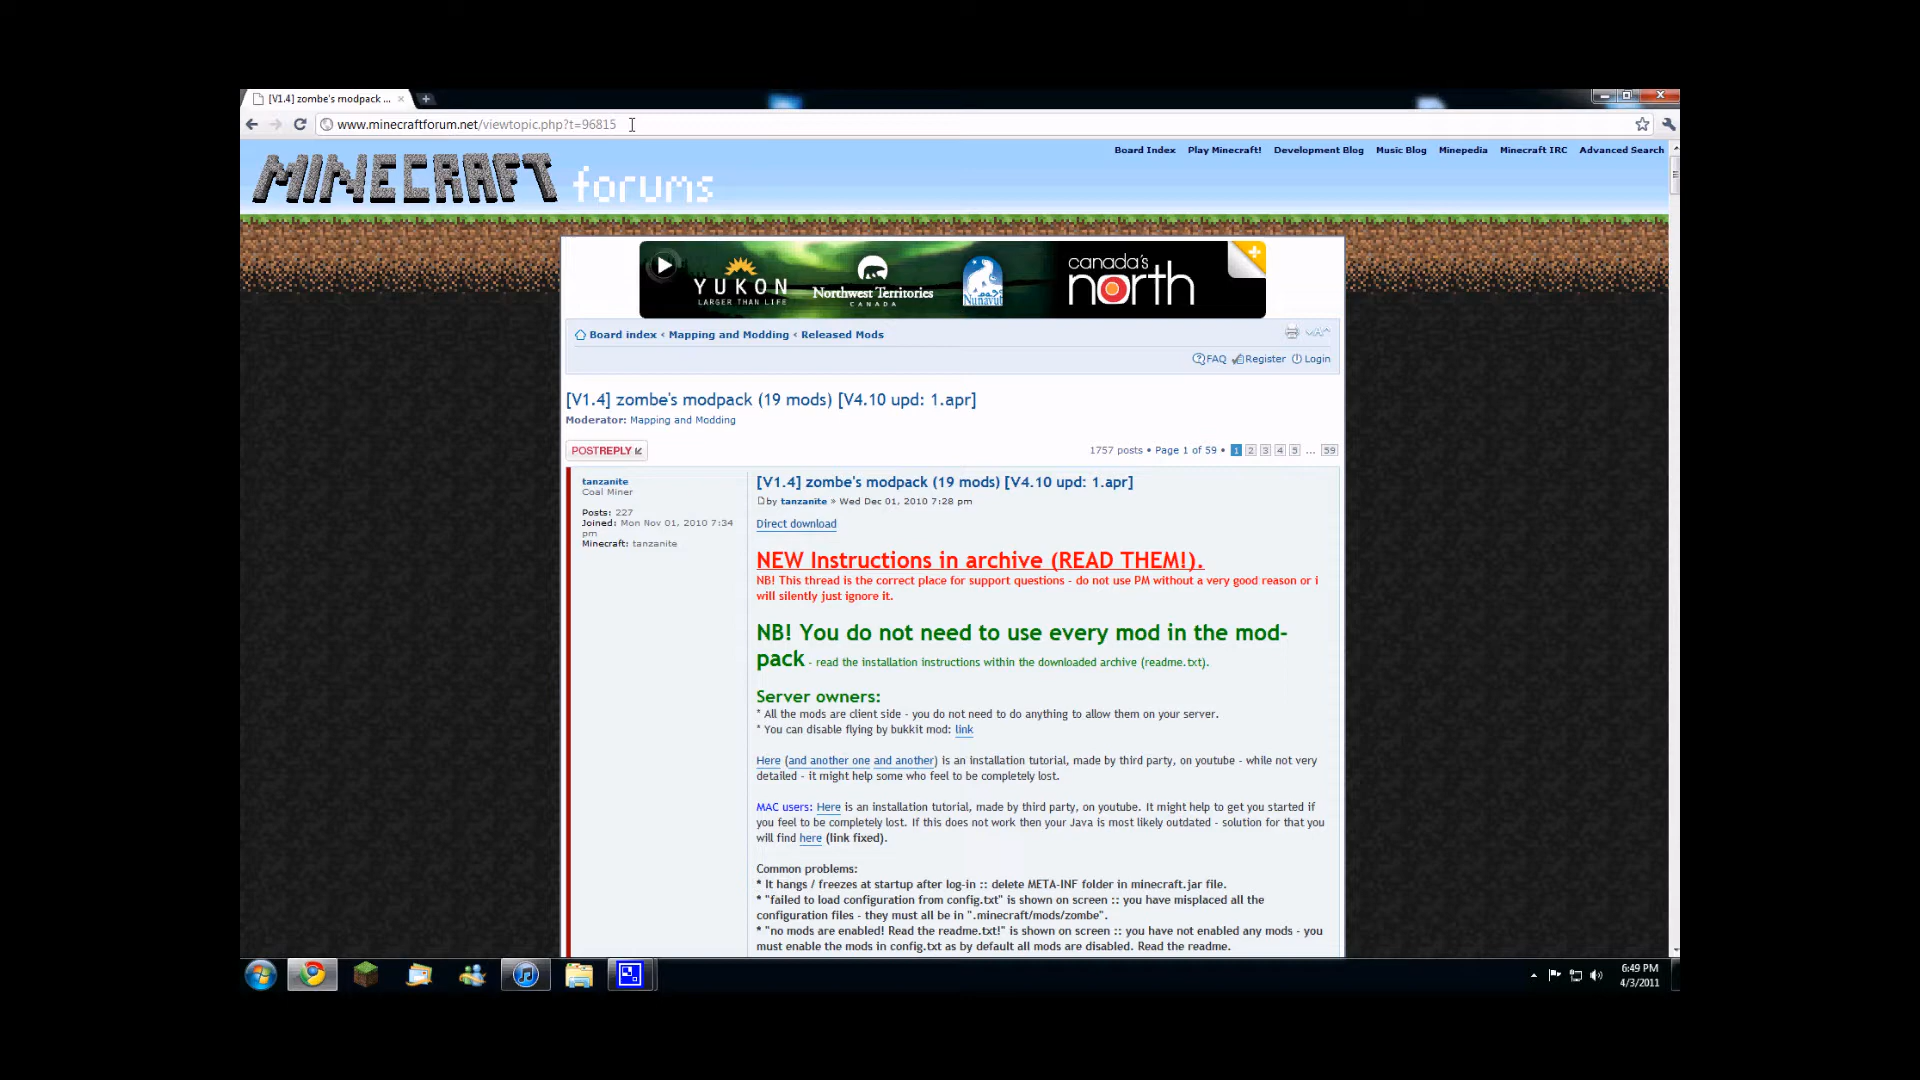 [V1.4] zombe's modpack ...
www.minecraftforum.net/viewtopic.php?t=96815
Board Index Play Minecraft! Development Blog Music Blog Minepedia Minecraft IRC Advanced Search
MINECRAFT forums
YUKON
LARGER THAN LIFE
Northwest Territories
CANADA
Nunavut
canada's
north
Board index ‹ Mapping and Modding ‹ Released Mods
FAQ Register Login
[V1.4] zombe's modpack (19 mods) [V4.10 upd: 1.apr]
Moderator: Mapping and Modding
POSTREPLY
1757 posts • Page 1 of 59 • 1 2 3 4 5 ... 59
tanzanite
Coal Miner
Posts: 227
Joined: Mon Nov 01, 2010 7:34
pm
Minecraft: tanzanite
[V1.4] zombe's modpack (19 mods) [V4.10 upd: 1.apr]
by tanzanite » Wed Dec 01, 2010 7:28 pm
Direct download
NEW Instructions in archive (READ THEM!).
NB! This thread is the correct place for support questions - do not use PM without a very good reason or i
will silently just ignore it.
NB! You do not need to use every mod in the mod-
pack - read the installation instructions within the downloaded archive (readme.txt).
Server owners:
* All the mods are client side - you do not need to do anything to allow them on your server.
* You can disable flying by bukkit mod: link
Here (and another one and another) is an installation tutorial, made by third party, on youtube - while not very
detailed - it might help some who feel to be completely lost.
MAC users: Here is an installation tutorial, made by third party, on youtube. It might help to get you started if
you feel to be completely lost. If this does not work then your Java is most likely outdated - solution for that you
will find here (link fixed).
Common problems:
* It hangs / freezes at startup after log-in :: delete META-INF folder in minecraft.jar file.
* "failed to load configuration from config.txt" is shown on screen :: you have misplaced all the
configuration files - they must all be in ".minecraft/mods/zombe".
* "no mods are enabled! Read the readme.txt!" is shown on screen :: you have not enabled any mods - you
must enable the mods in config.txt as by default all mods are disabled. Read the readme.
6:49 PM
4/3/2011